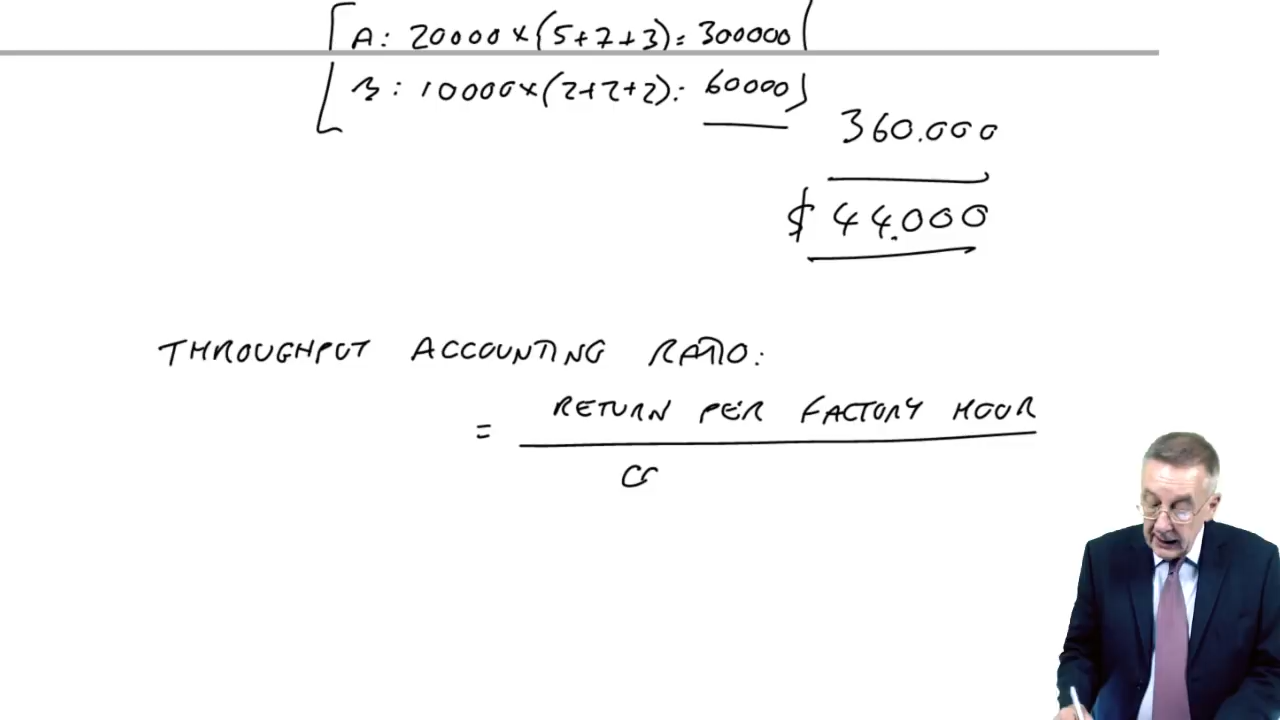 A: 20000 × (5+7+3) = 300000
B: 10000 × (2+2+2): 60000
360.000
$ 44.000
THROUGHPUT ACCOUNTING RATIO:
= RETURN PER FACTORY HOUR
CO